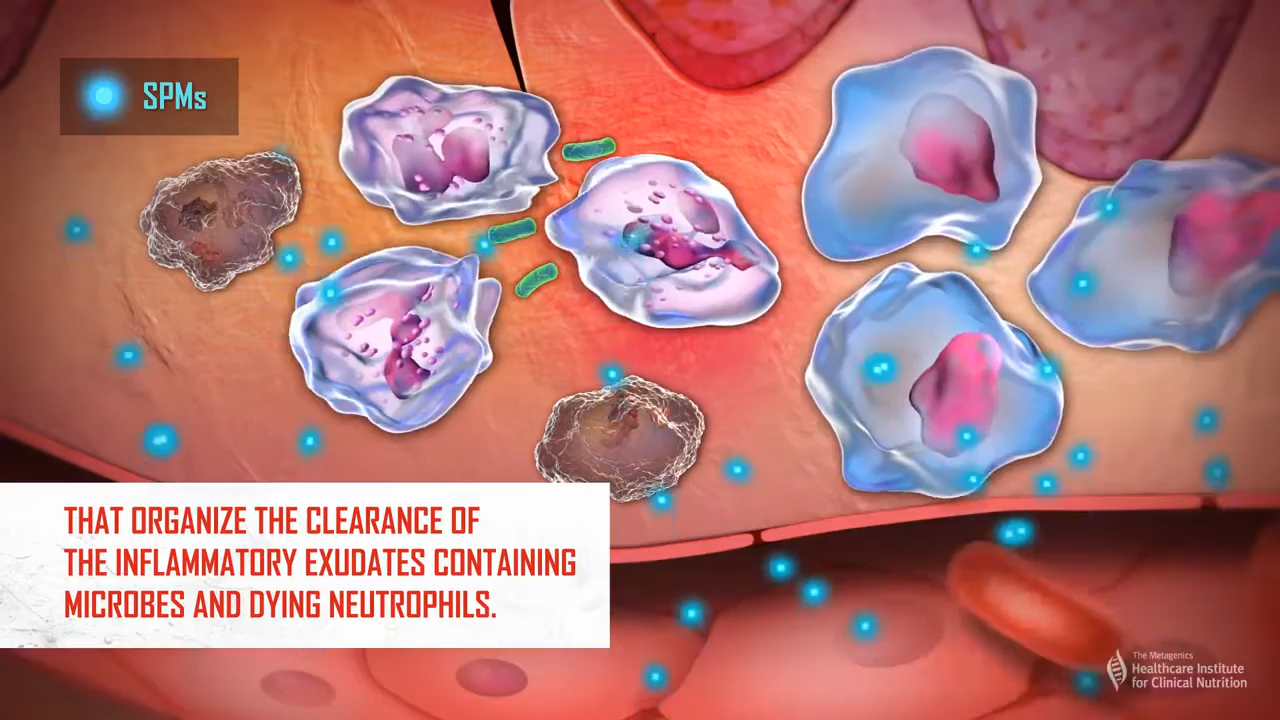 SPMs
THAT ORGANIZE THE CLEARANCE OF
THE INFLAMMATORY EXUDATES CONTAINING
MICROBES AND DYING NEUTROPHILS.
The Metagenics
Healthcare Institute
for Clinical Nutrition